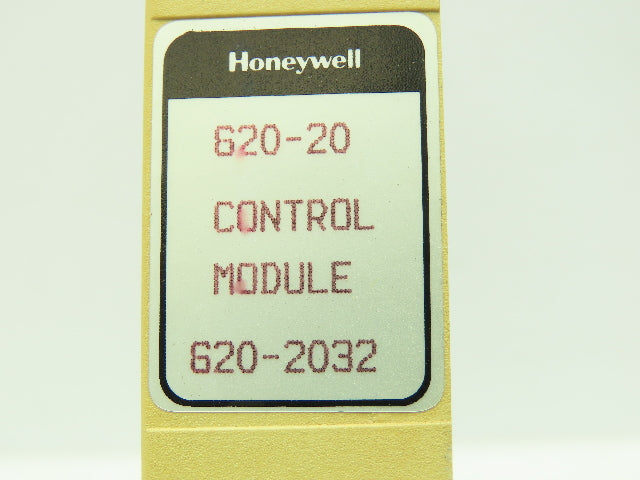 Honeywell
620-20
CONTROL
MODULE
620-2032